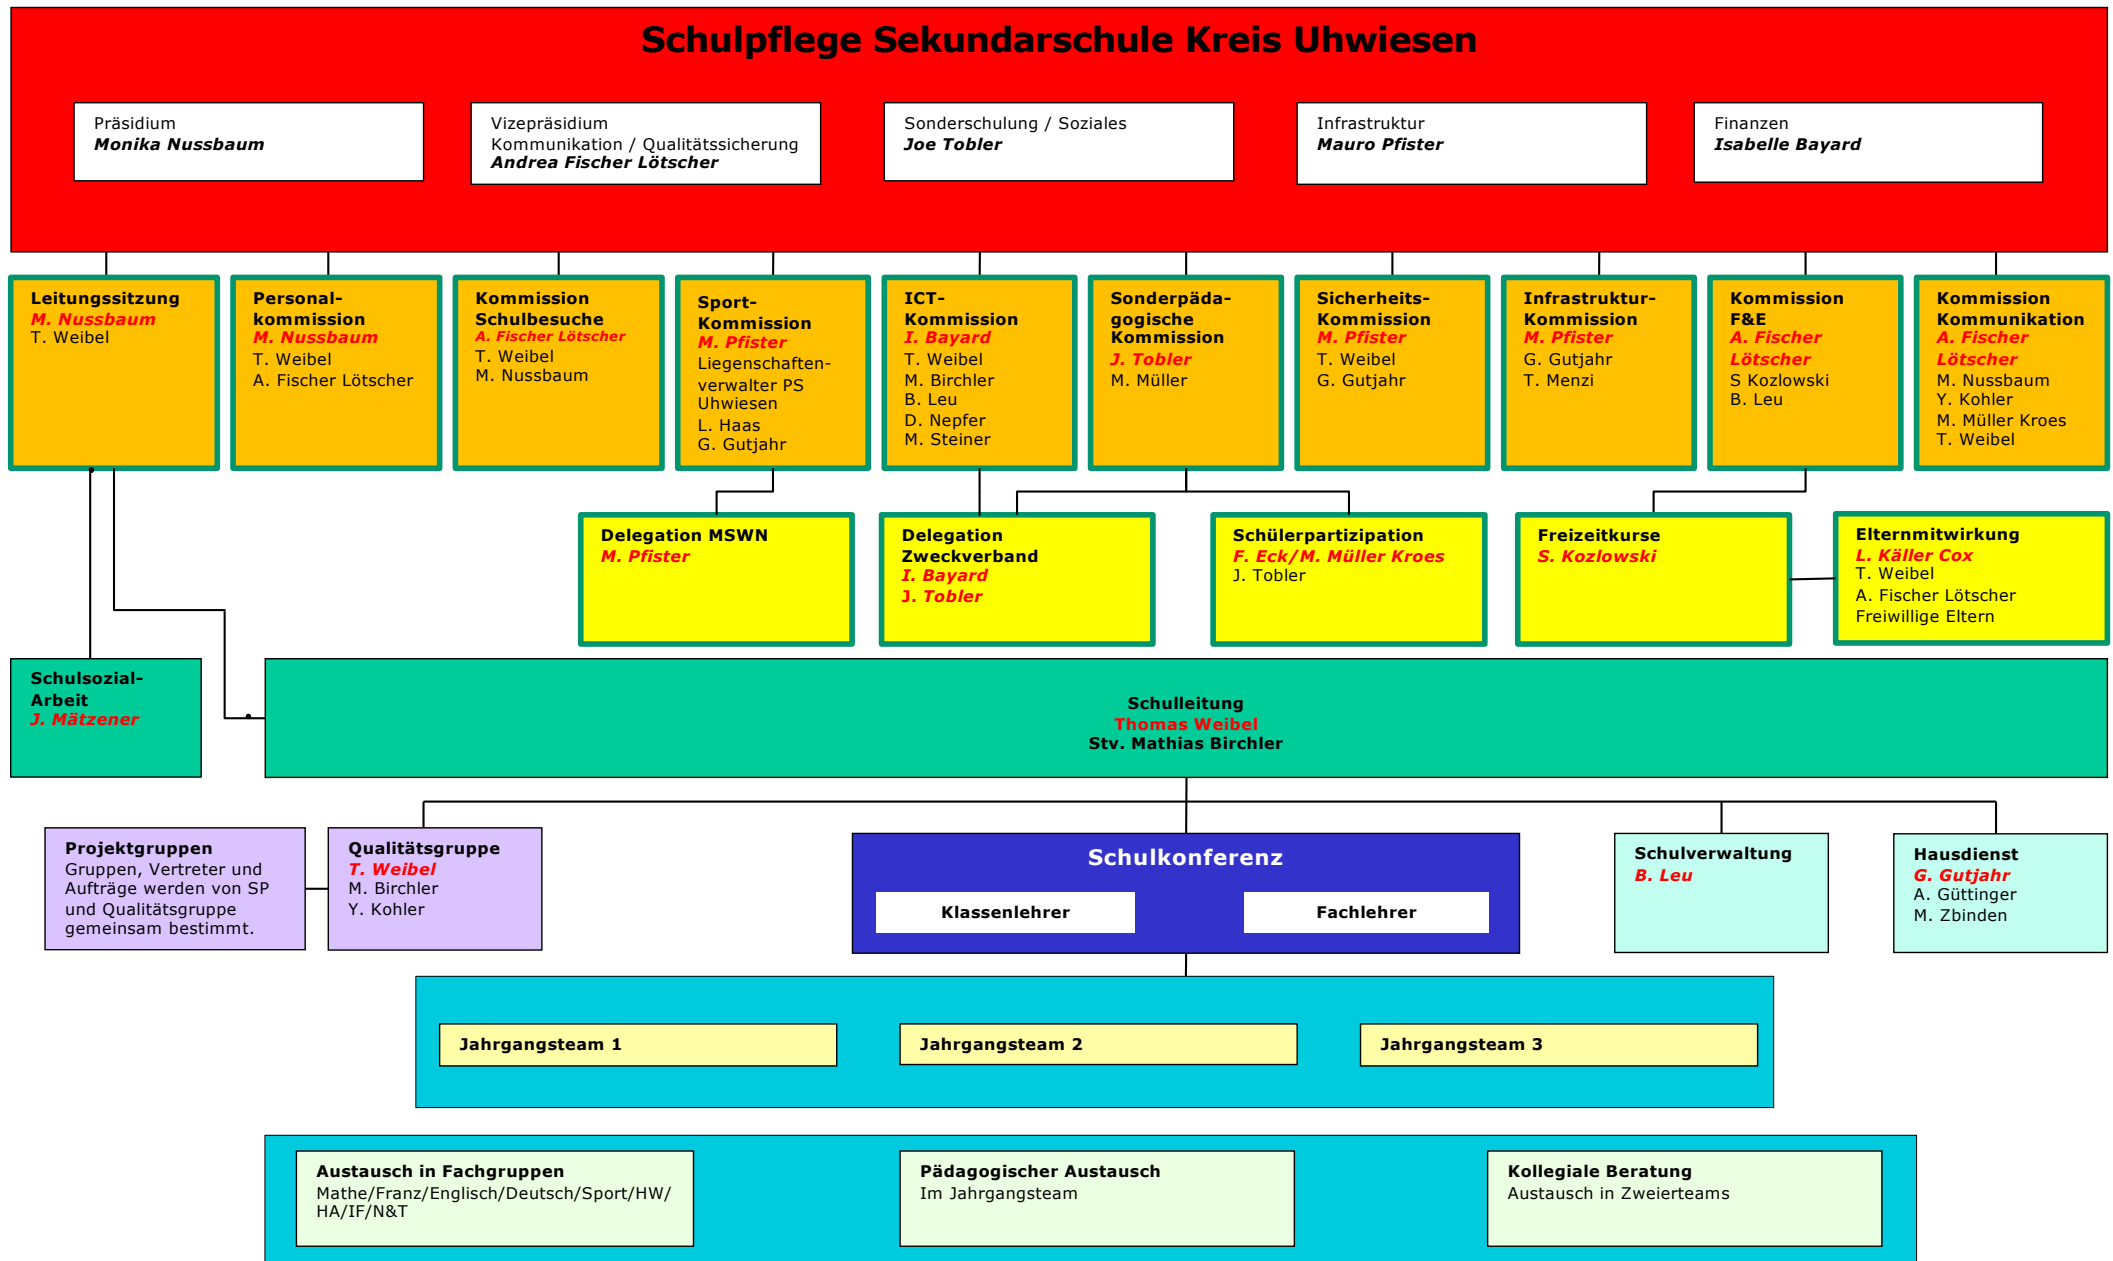 Schulpflege Sekundarschule Kreis Uhwiesen
Präsidium
Monika Nussbaum
Vizepräsidium
Kommunikation / Qualitätssicherung
Andrea Fischer Lötscher
Sonderschulung / Soziales
Joe Tobler
Infrastruktur
Mauro Pfister
Finanzen
Isabelle Bayard
Leitungssitzung
M. Nussbaum
T. Weibel
Personal-
kommission
M. Nussbaum
T. Weibel
A. Fischer Lötscher
Kommission
Schulbesuche
A. Fischer Lötscher
T. Weibel
M. Nussbaum
Sport-
Kommission
M. Pfister
Liegenschaften-
verwalter PS
Uhwiesen
L. Haas
G. Gutjahr
ICT-
Kommission
I. Bayard
T. Weibel
M. Birchler
B. Leu
D. Nepfer
M. Steiner
Sonderpäda-
gogische
Kommission
J. Tobler
M. Müller
Sicherheits-
Kommission
M. Pfister
T. Weibel
G. Gutjahr
Infrastruktur-
Kommission
M. Pfister
G. Gutjahr
T. Menzi
Kommission
F&E
A. Fischer
Lötscher
S Kozlowski
B. Leu
Kommission
Kommunikation
A. Fischer
Lötscher
M. Nussbaum
Y. Kohler
M. Müller Kroes
T. Weibel
Delegation MSWN
M. Pfister
Delegation
Zweckverband
I. Bayard
J. Tobler
Schülerpartizipation
F. Eck/M. Müller Kroes
J. Tobler
Freizeitkurse
S. Kozlowski
Elternmitwirkung
L. Käller Cox
T. Weibel
A. Fischer Lötscher
Freiwillige Eltern
Schulsozial-
Arbeit
J. Mätzener
Schulleitung
Thomas Weibel
Stv. Mathias Birchler
Projektgruppen
Gruppen, Vertreter und
Aufträge werden von SP
und Qualitätsgruppe
gemeinsam bestimmt.
Qualitätsgruppe
T. Weibel
M. Birchler
Y. Kohler
Schulkonferenz
Klassenlehrer
Fachlehrer
Schulverwaltung
B. Leu
Hausdienst
G. Gutjahr
A. Güttinger
M. Zbinden
Jahrgangsteam 1
Jahrgangsteam 2
Jahrgangsteam 3
Austausch in Fachgruppen
Mathe/Franz/Englisch/Deutsch/Sport/HW/
HA/IF/N&T
Pädagogischer Austausch
Im Jahrgangsteam
Kollegiale Beratung
Austausch in Zweierteams